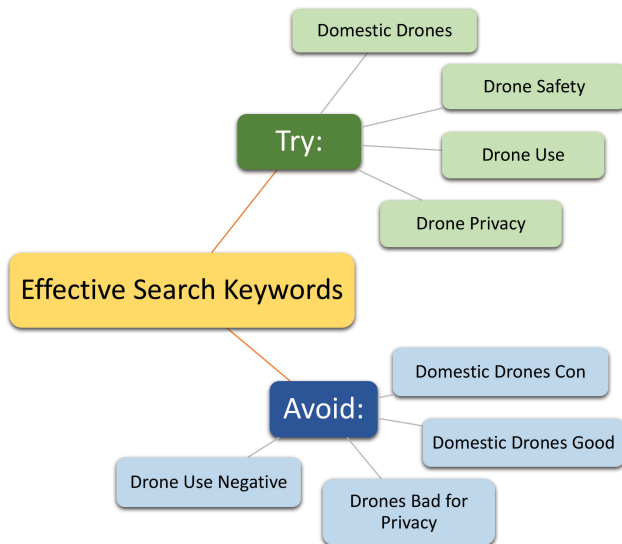 Domestic Drones
Drone Safety
Try:
Drone Use
Drone Privacy
Effective Search Keywords
Domestic Drones Con
Avoid:
Domestic Drones Good
Drone Use Negative
Drones Bad for
Privacy